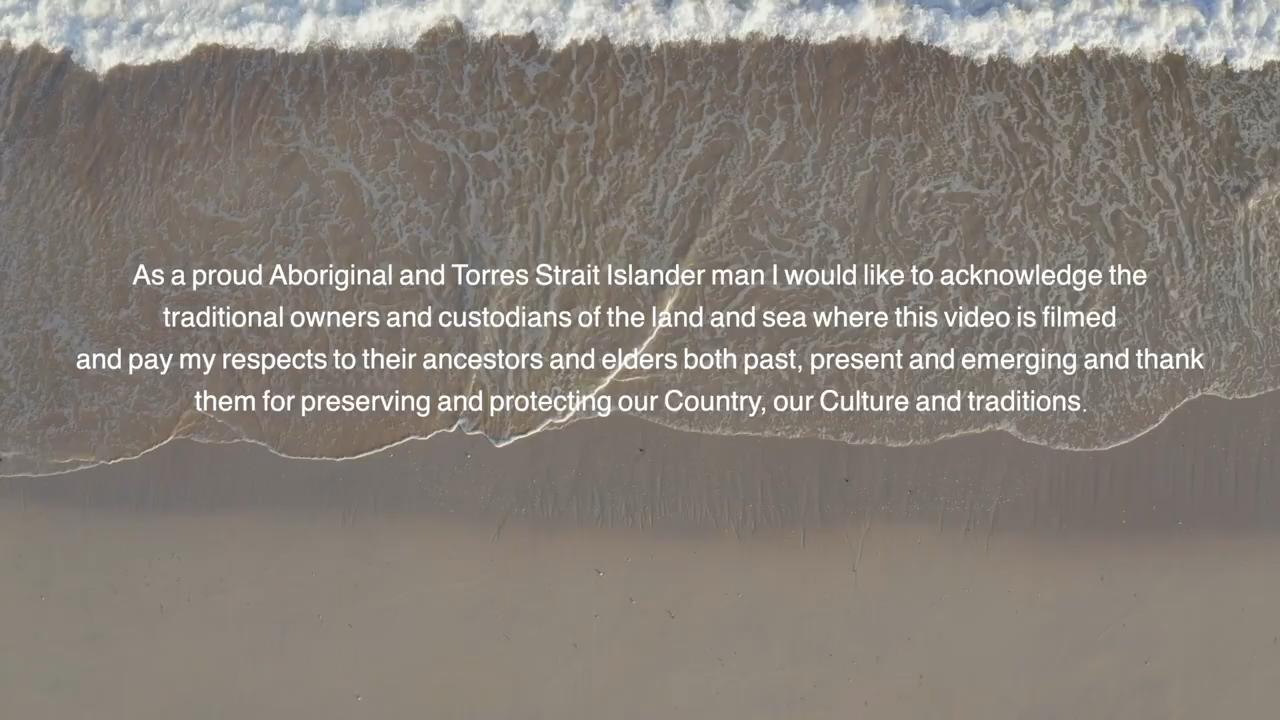 As a proud Aboriginal and Torres Strait Islander man I would like to acknowledge the
traditional owners and custodians of the land and sea where this video is filmed
and pay my respects to their ancestors and elders both past, present and emerging and thank
them for preserving and protecting our Country, our Culture and traditions.